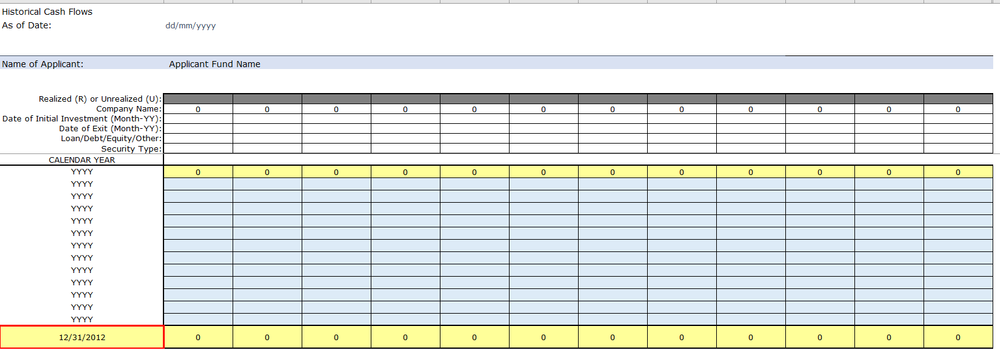 Historical Cash Flows
As of Date: dd/mm/yyyy
Name of Applicant: Applicant Fund Name
Realized (R) or Unrealized (U):
Company Name: 0 0 0 0 0 0 0 0 0 0 0 0
Date of Initial Investment (Month-YY):
Date of Exit (Month-YY):
Loan/Debt/Equity/Other:
Security Type:
CALENDAR YEAR
YYYY 0 0 0 0 0 0 0 0 0 0 0 0
YYYY
YYYY
YYYY
YYYY
YYYY
YYYY
YYYY
YYYY
YYYY
YYYY
YYYY
YYYY
12/31/2012 0 0 0 0 0 0 0 0 0 0 0 0